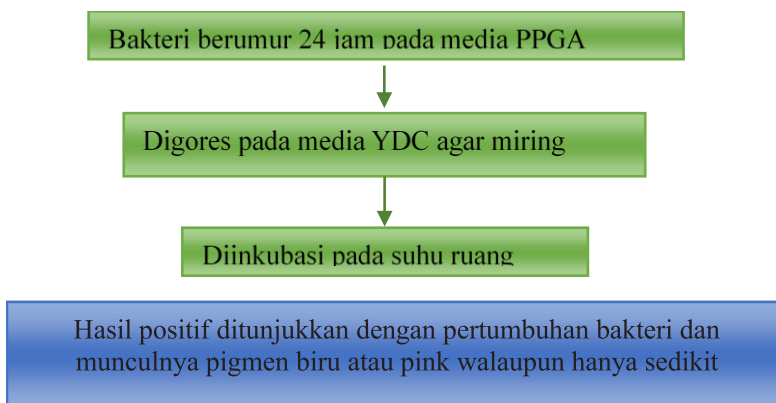 Bakteri berumur 24 jam pada media PPGA
Digores pada media YDC agar miring
Diinkubasi pada suhu ruang
Hasil positif ditunjukkan dengan pertumbuhan bakteri dan
munculnya pigmen biru atau pink walaupun hanya sedikit